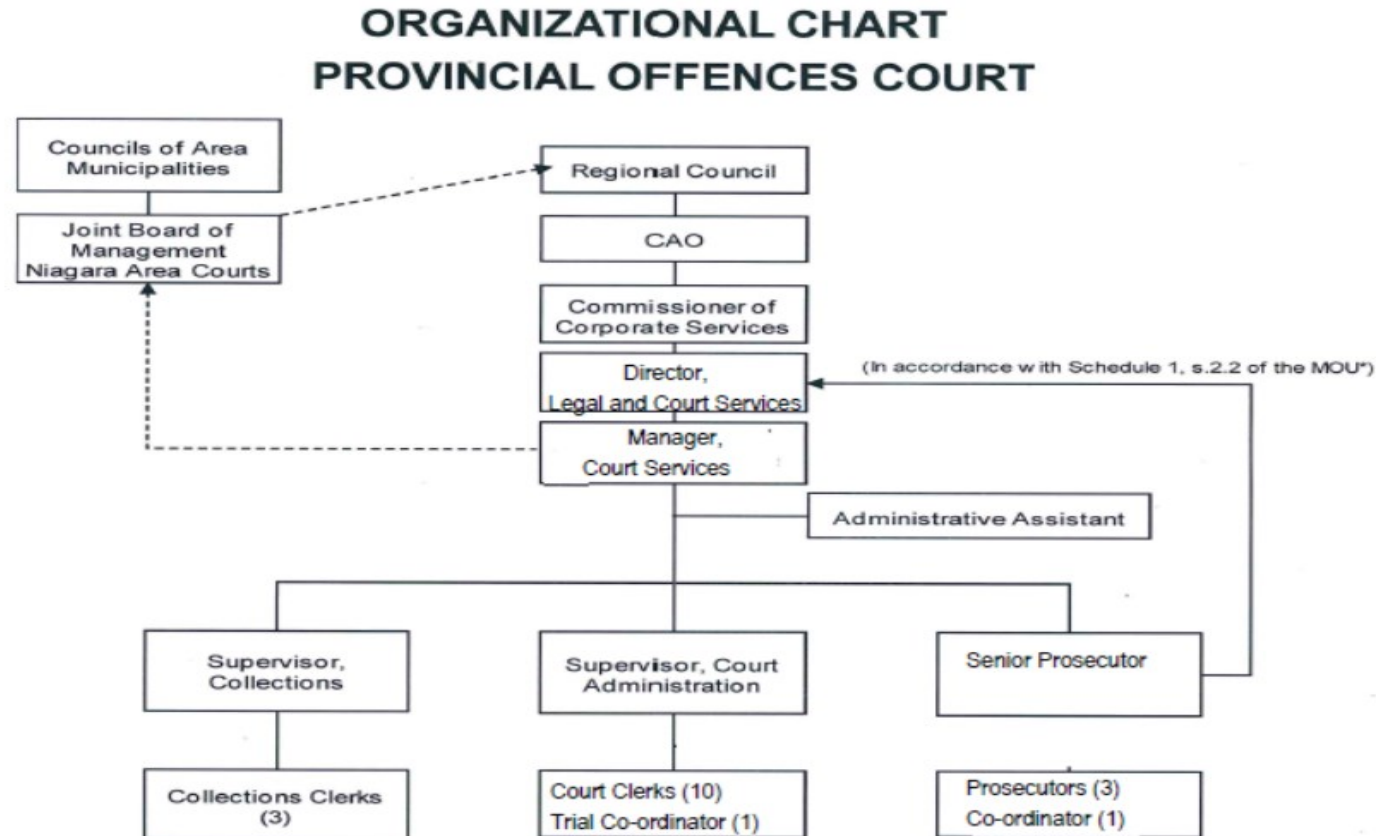 ORGANIZATIONAL CHART
PROVINCIAL OFFENCES COURT
Councils of Area
Municipalities
Joint Board of
Management
Niagara Area Courts
Regional Council
CAO
Commissioner of
Corporate Services
Director,
Legal and Court Services
(In accordance with Schedule 1, s.2.2 of the MOU*)
Manager,
Court Services
Administrative Assistant
Supervisor,
Collections
Supervisor, Court
Administration
Senior Prosecutor
Collections Clerks
(3)
Court Clerks (10)
Trial Co-ordinator (1)
Prosecutors (3)
Co-ordinator (1)